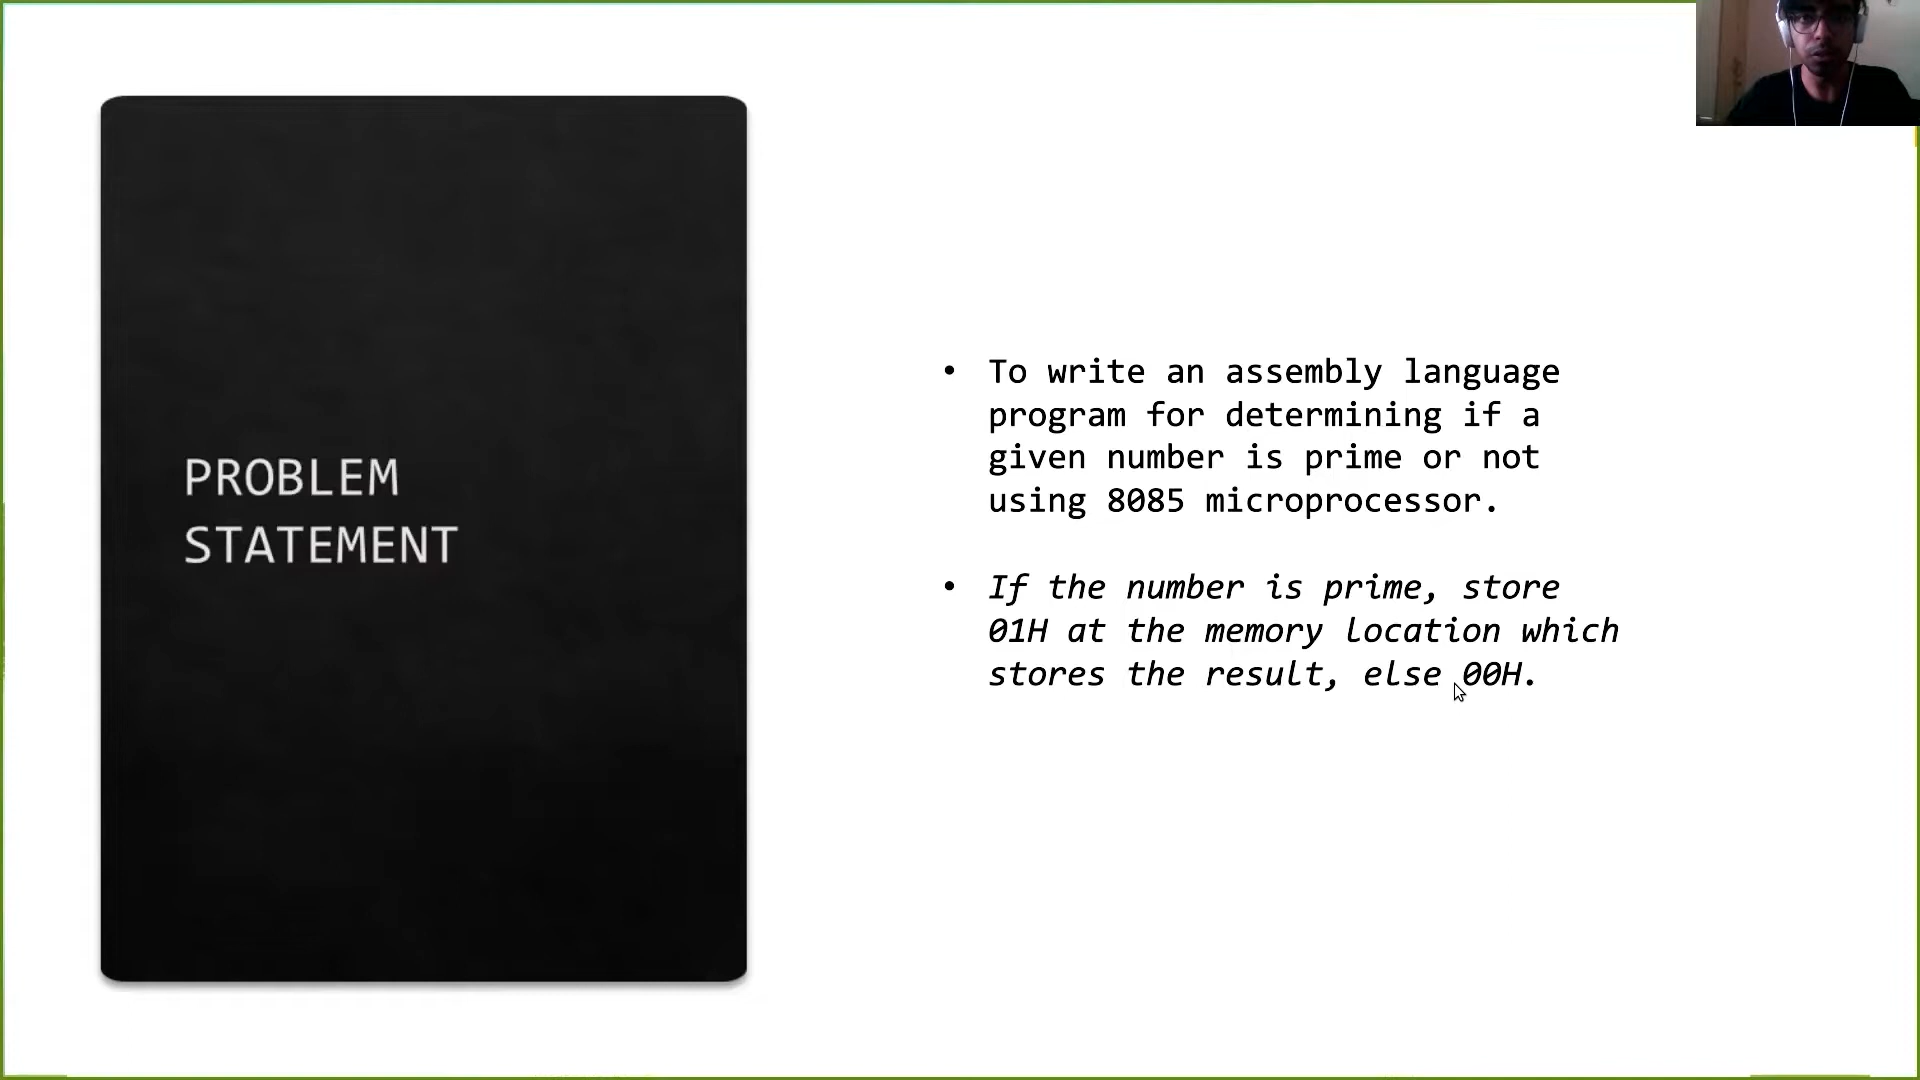 PROBLEM
STATEMENT
• To write an assembly language
program for determining if a
given number is prime or not
using 8085 microprocessor.
• If the number is prime, store
01H at the memory location which
stores the result, else 00H.